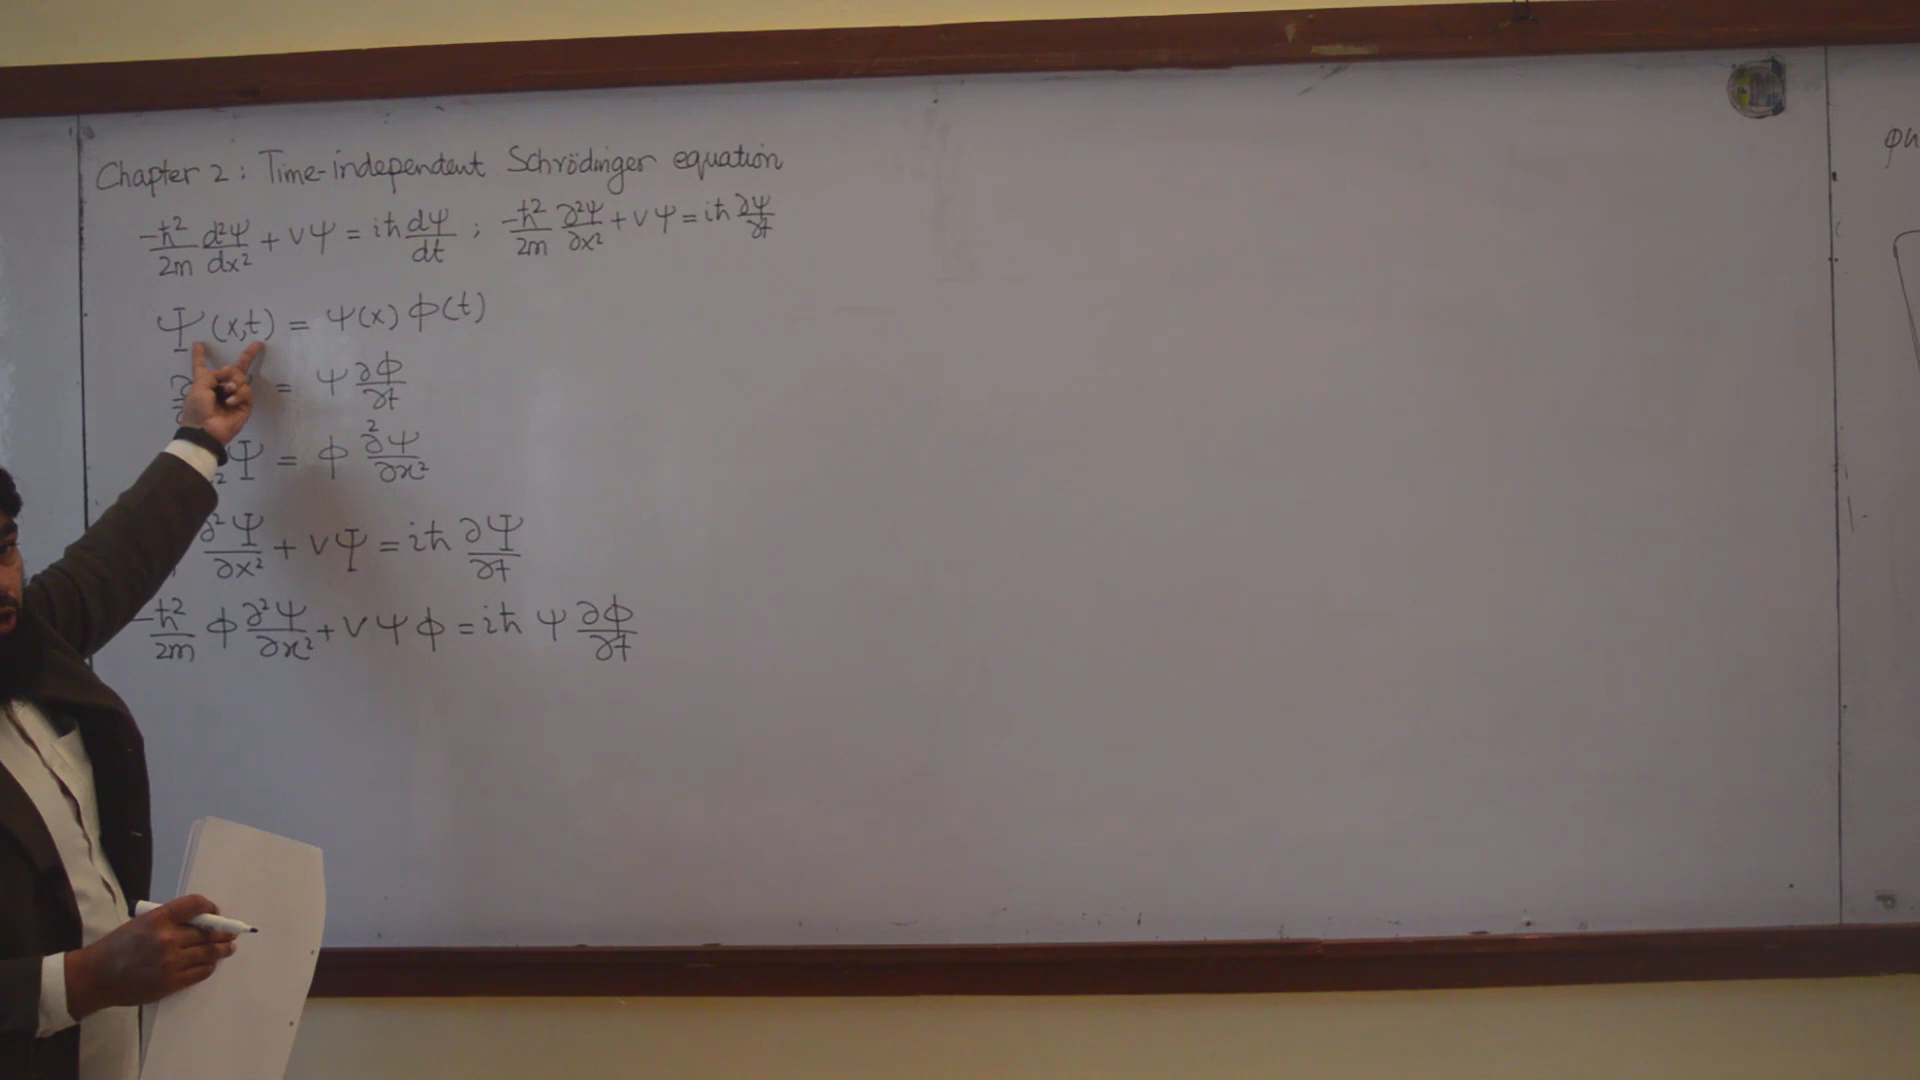 Chapter 2: Time-independent Schrödinger equation
-ħ²/2m d²Ψ/dx² + VΨ = iħ dΨ/dt ; -ħ²/2m ∂²Ψ/∂x² + VΨ = iħ ∂Ψ/∂t
Ψ(x,t) = ψ(x) ϕ(t)
= ψ ∂ϕ/∂t
Ψ = ϕ ∂²ψ/∂x²
∂²Ψ/∂x² + VΨ = iħ ∂Ψ/∂t
-ħ²/2m ϕ ∂²ψ/∂x² + Vψϕ = iħ ψ ∂ϕ/∂t